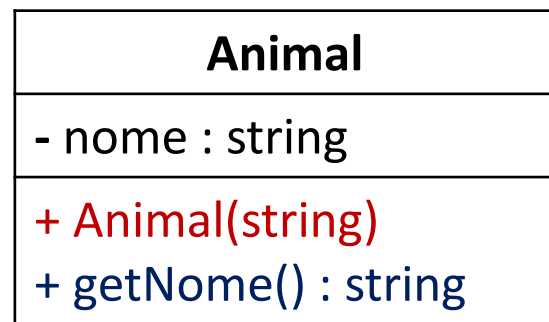 Animal
- nome : string
+ Animal(string)
+ getNome() : string